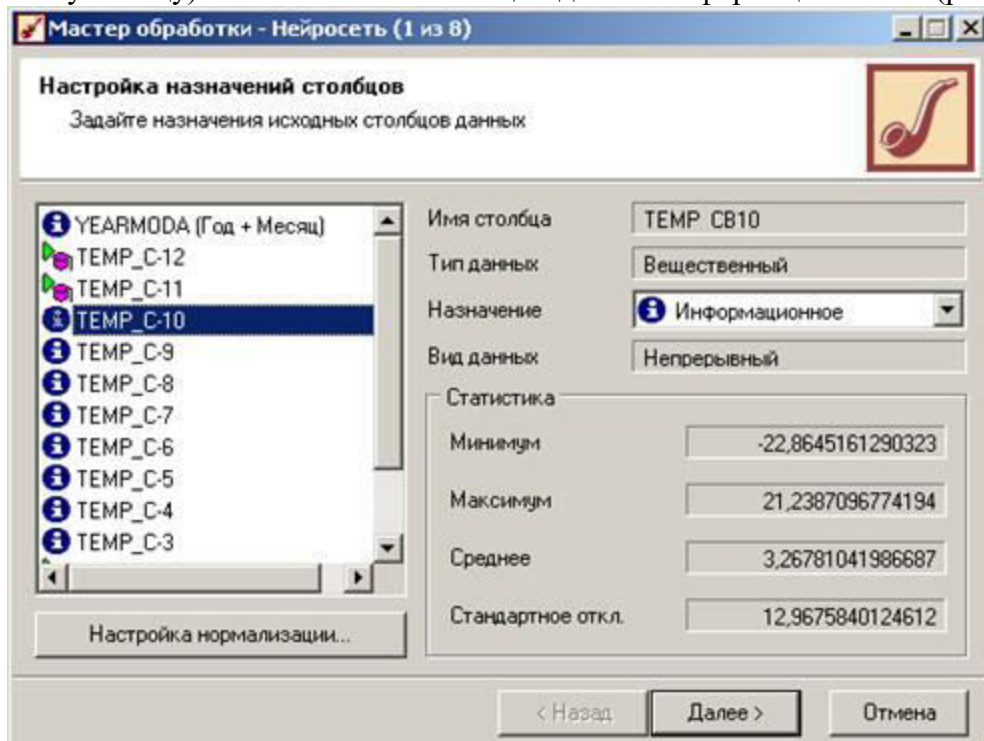 Мастер обработки - Нейросеть (1 из 8)
Настройка назначений столбцов
Задайте назначения исходных столбцов данных
YEARMODA (Год + Месяц)
TEMP_C-12
TEMP_C-11
TEMP_C-10
TEMP_C-9
TEMP_C-8
TEMP_C-7
TEMP_C-6
TEMP_C-5
TEMP_C-4
TEMP_C-3
Настройка нормализации...
Имя столбца
TEMP CB10
Тип данных
Вещественный
Назначение
Информационное
Вид данных
Непрерывный
Статистика
Минимум
-22,8645161290323
Максимум
21,2387096774194
Среднее
3,26781041986687
Стандартное откл.
12,9675840124612
< Назад
Далее >
Отмена